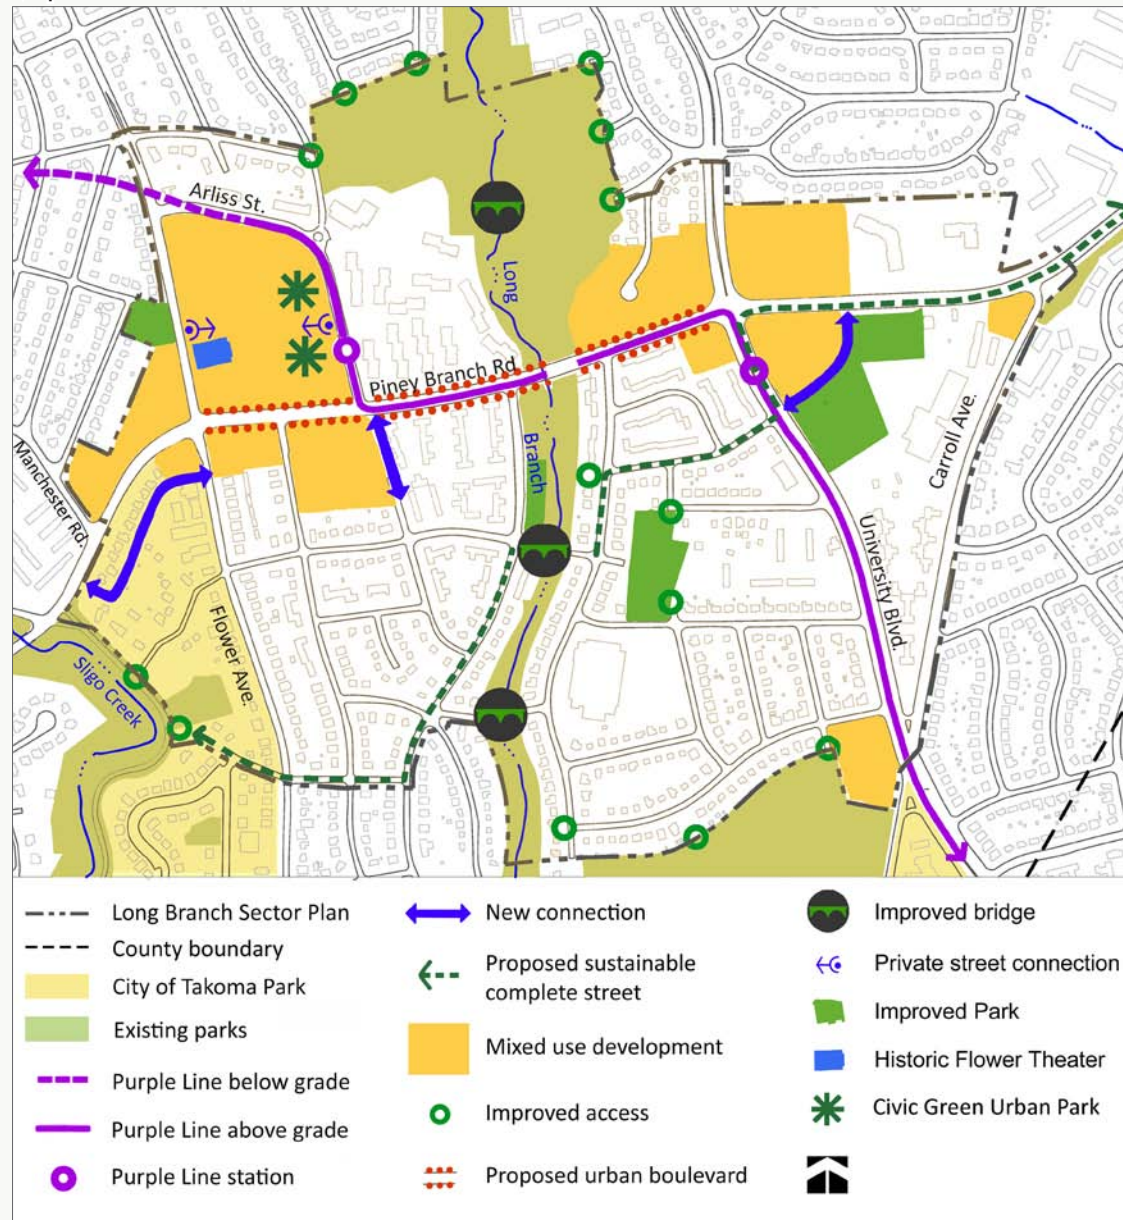 Arliss St.
Long
Piney Branch Rd.
Branch
Manchester Rd.
Carroll Ave.
University Blvd.
Flower Ave.
Sligo Creek
Long Branch Sector Plan
County boundary
City of Takoma Park
Existing parks
Purple Line below grade
Purple Line above grade
Purple Line station
New connection
Proposed sustainable
complete street
Mixed use development
Improved access
Proposed urban boulevard
Improved bridge
Private street connection
Improved Park
Historic Flower Theater
Civic Green Urban Park